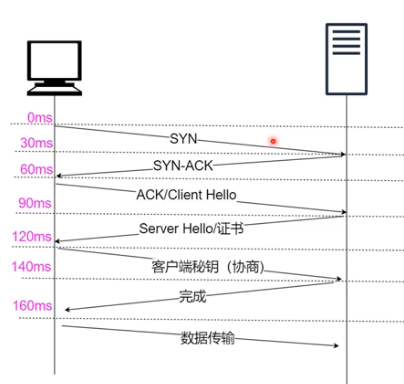 0ms
SYN
30ms
SYN-ACK
60ms
ACK/Client Hello
90ms
Server Hello/证书
120ms
客户端秘钥（协商）
140ms
完成
160ms
数据传输